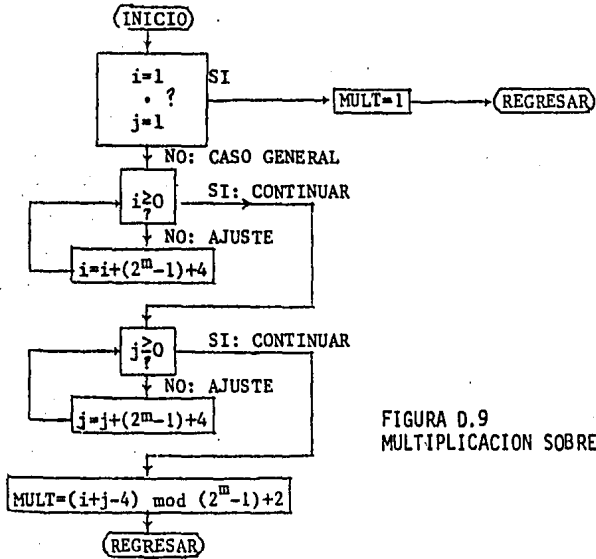 (INICIO)
i=1
SI
. ?
j=1
MULT=1
(REGRESAR)
NO: CASO GENERAL
i≥0
?
SI: CONTINUAR
NO: AJUSTE
i=i+(2^m-1)+4
j≥0
?
SI: CONTINUAR
NO: AJUSTE
j=j+(2^m-1)+4
FIGURA D.9
MULTIPLICACION SOBRE
MULT=(i+j-4) mod (2^m-1)+2
(REGRESAR)